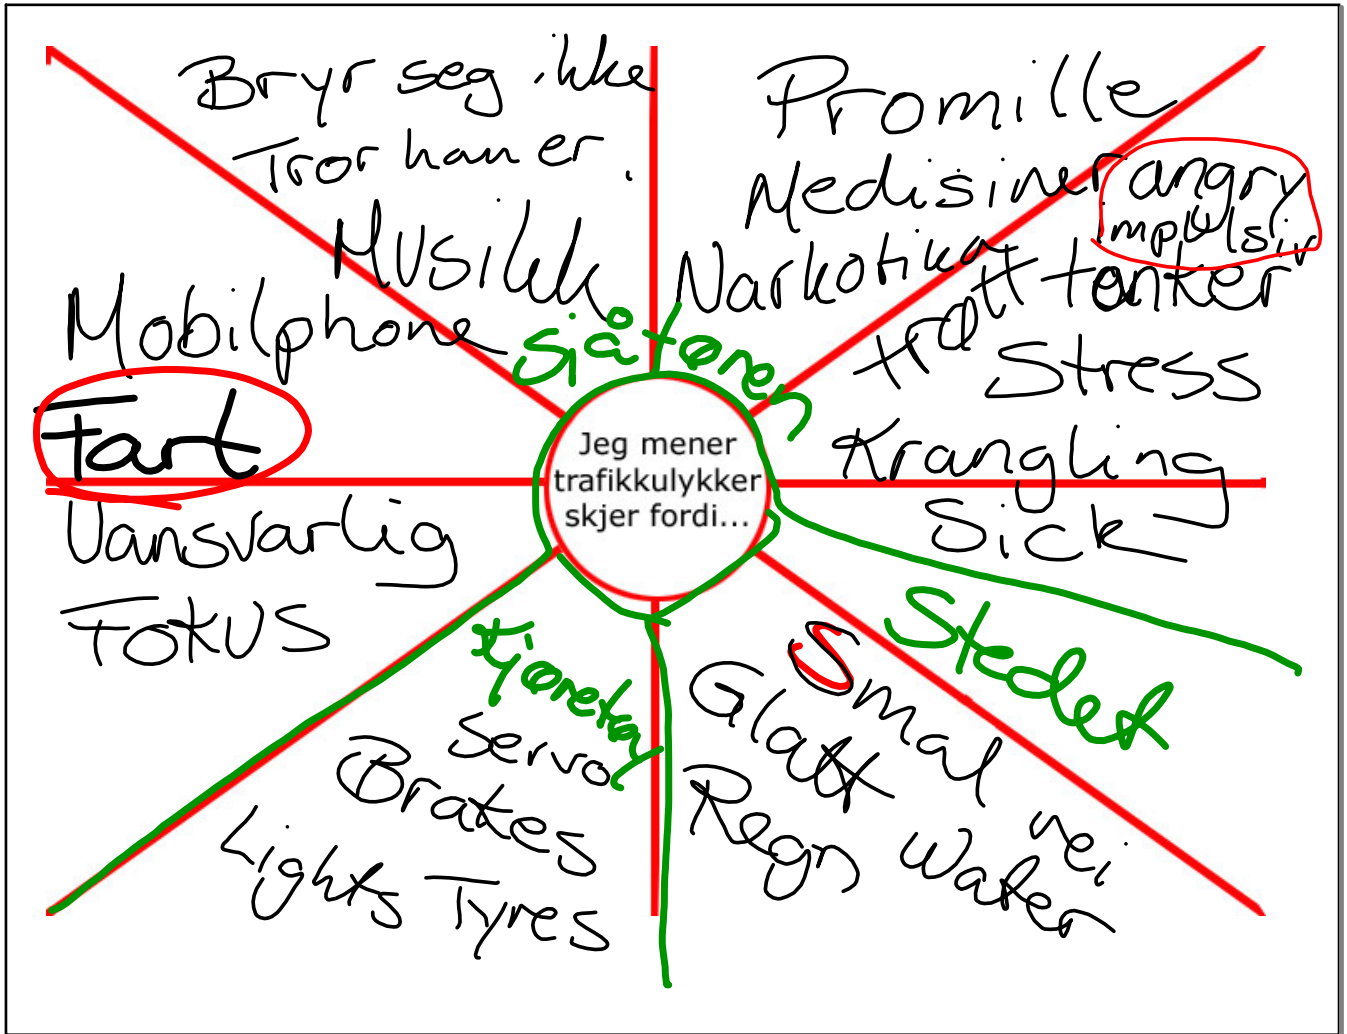 Bryr seg ikke
Tror han er
Musikk
Mobilphone
Fart
Uansvarlig
Fokus
Promille
Medisiner
Narkotika
angry
impulsiv
trøtt tanker
Stress
Krangling
Sick
sjåføren
Jeg mener
trafikkulykker
skjer fordi...
Stedet
Smal vei
Glatt
Regn
Water
Kjøretøy
Servo
Brakes
Lights Tyres